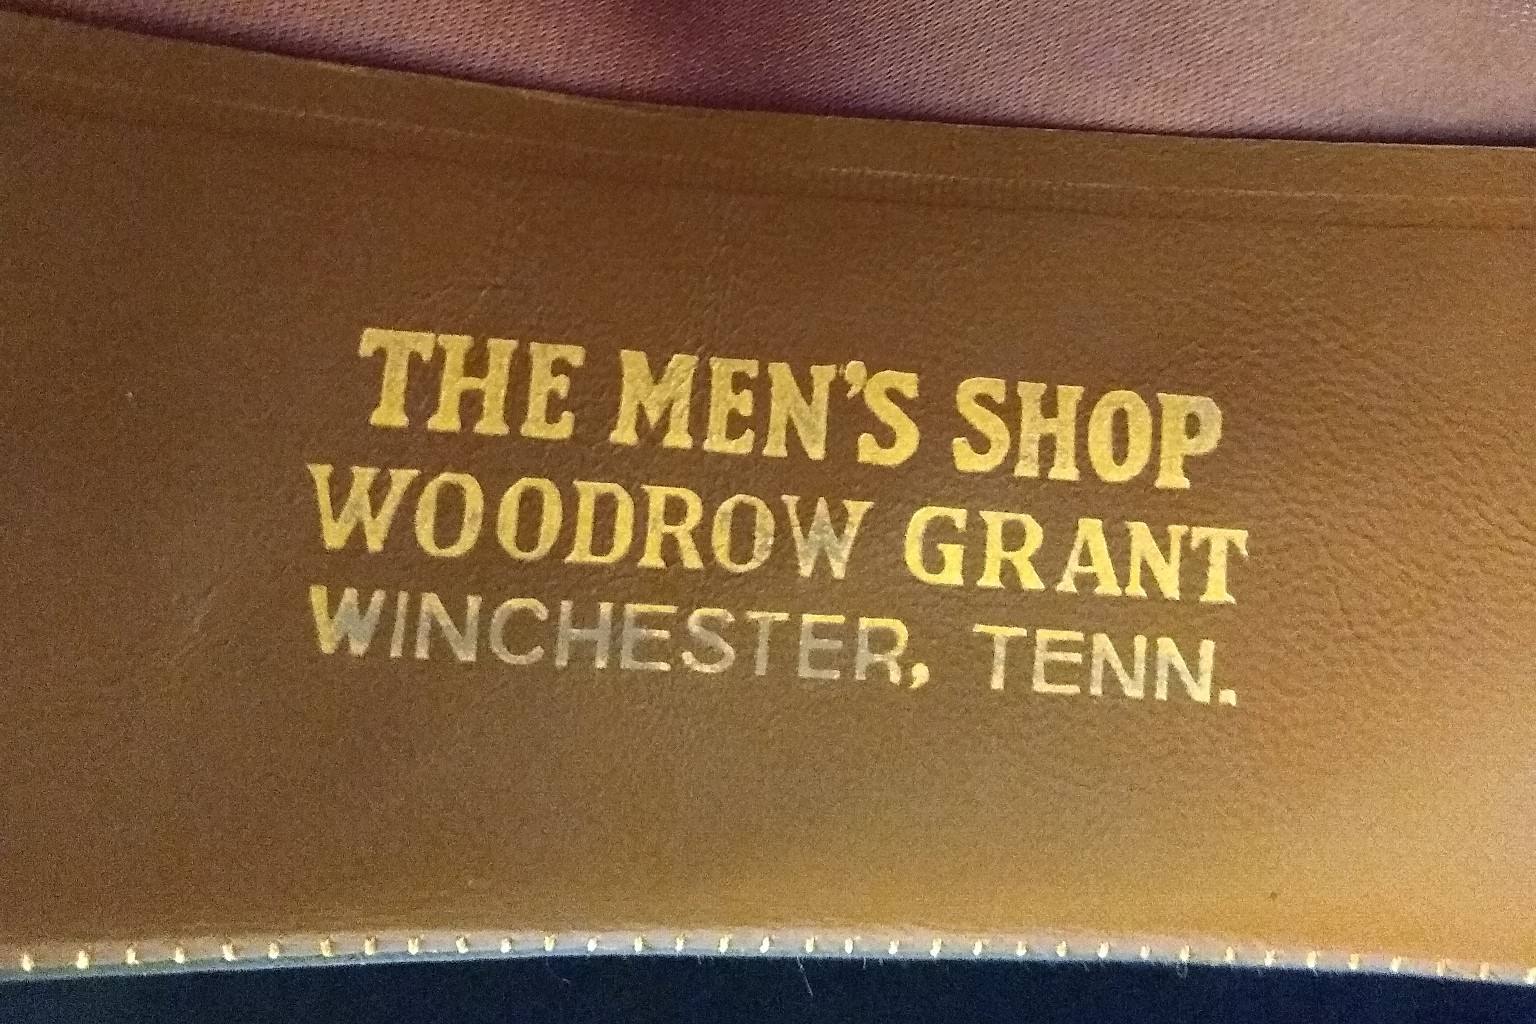 THE MEN'S SHOP
WOODROW GRANT
WINCHESTER, TENN.